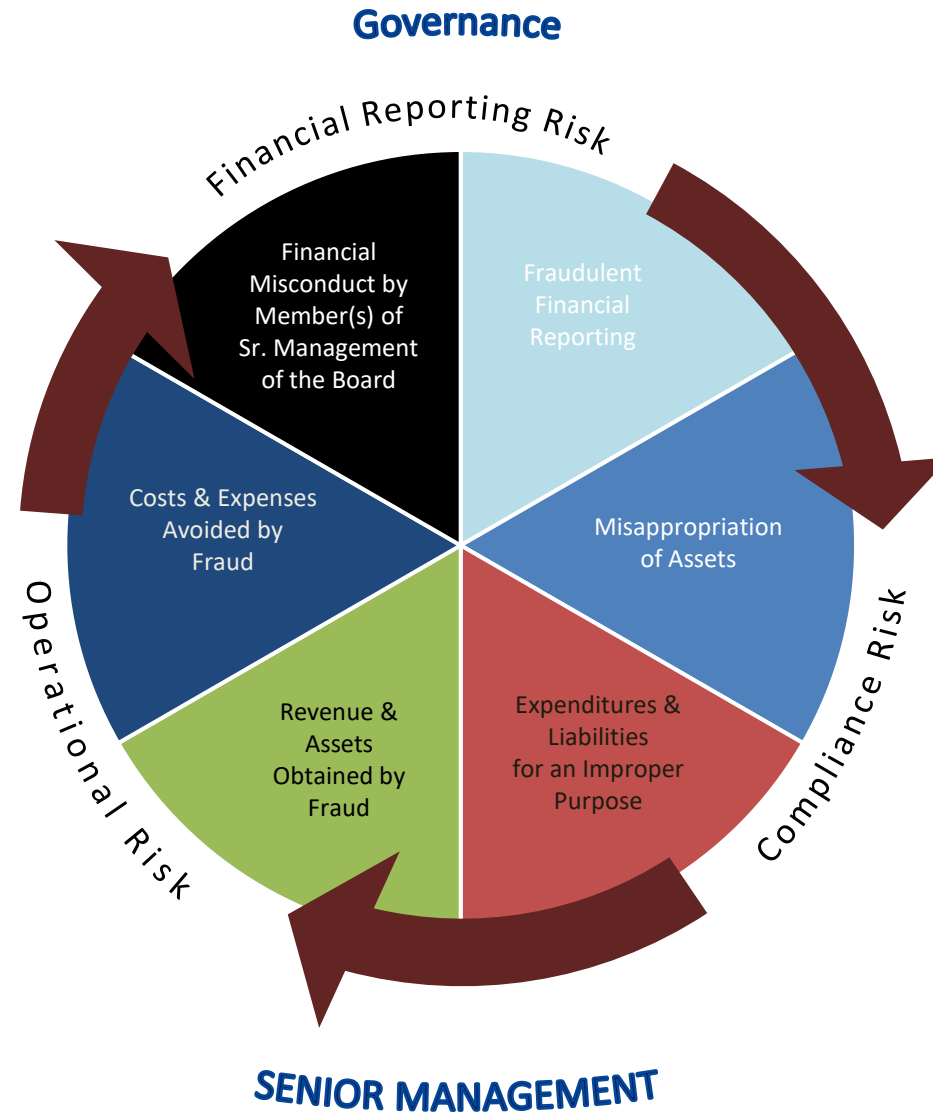 Governance
Financial Reporting Risk
Financial
Misconduct by
Member(s) of
Sr. Management
of the Board
Fraudulent
Financial
Reporting
Costs & Expenses
Avoided by
Fraud
Misappropriation
of Assets
Revenue &
Assets
Obtained by
Fraud
Expenditures &
Liabilities
for an Improper
Purpose
Operational Risk
Compliance Risk
SENIOR MANAGEMENT